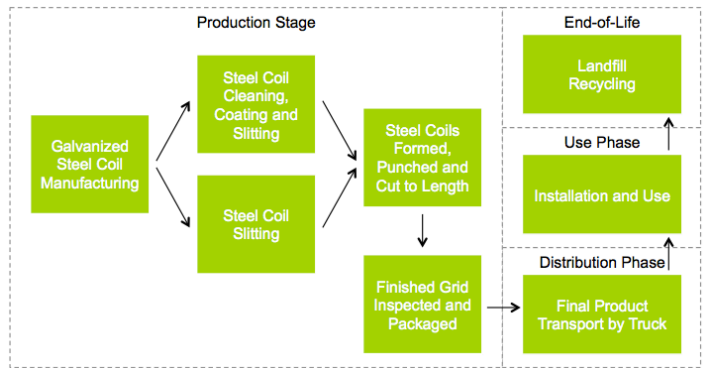 Production Stage
Galvanized
Steel Coil
Manufacturing
Steel Coil
Cleaning,
Coating and
Slitting
Steel Coil
Slitting
Steel Coils
Formed,
Punched and
Cut to Length
Finished Grid
Inspected and
Packaged
Distribution Phase
Final Product
Transport by Truck
Use Phase
Installation and Use
End-of-Life
Landfill
Recycling